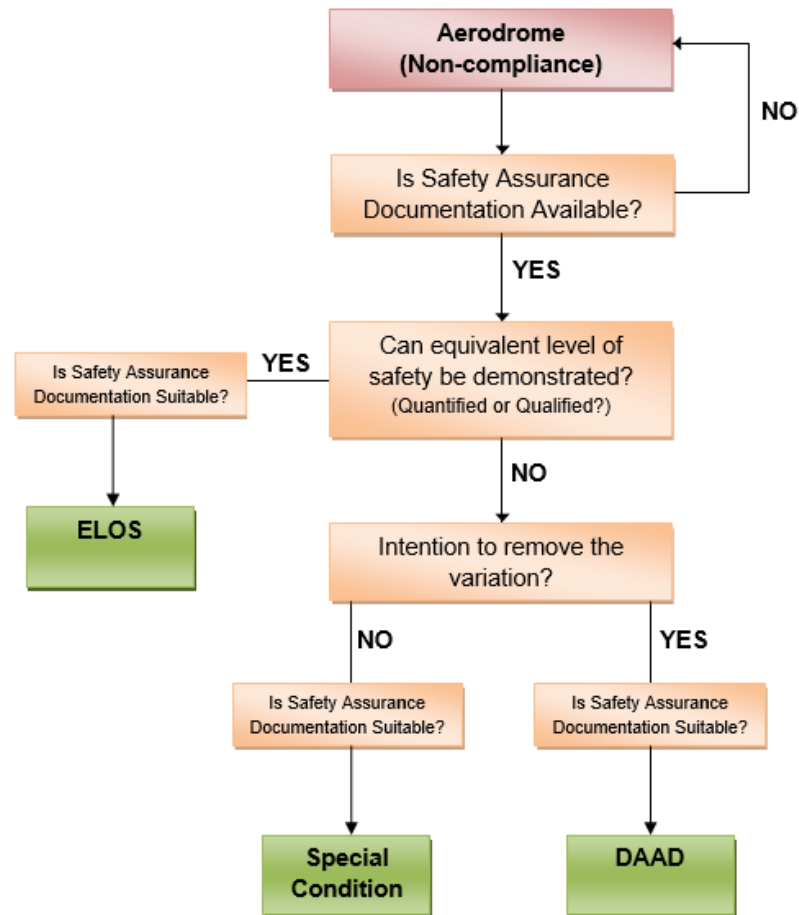 Aerodrome
(Non-compliance)
NO
Is Safety Assurance
Documentation Available?
YES
Can equivalent level of
safety be demonstrated?
(Quantified or Qualified?)
YES
Is Safety Assurance
Documentation Suitable?
ELOS
NO
Intention to remove the
variation?
NO
YES
Is Safety Assurance
Documentation Suitable?
Is Safety Assurance
Documentation Suitable?
Special
Condition
DAAD